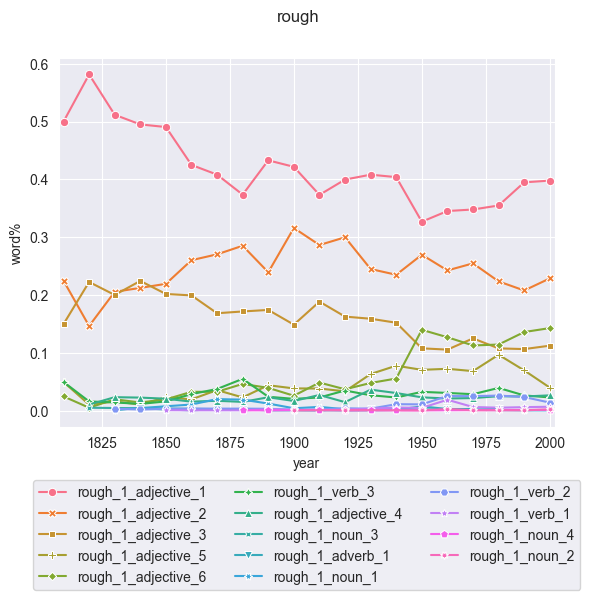 rough
0.6
0.5
0.4
0.3
0.2
0.1
0.0
word%
1825 1850 1875 1900 1925 1950 1975 2000
year
rough_1_adjective_1 rough_1_verb_3 rough_1_verb_2
rough_1_adjective_2 rough_1_adjective_4 rough_1_verb_1
rough_1_adjective_3 rough_1_noun_3 rough_1_noun_4
rough_1_adjective_5 rough_1_adverb_1 rough_1_noun_2
rough_1_adjective_6 rough_1_noun_1